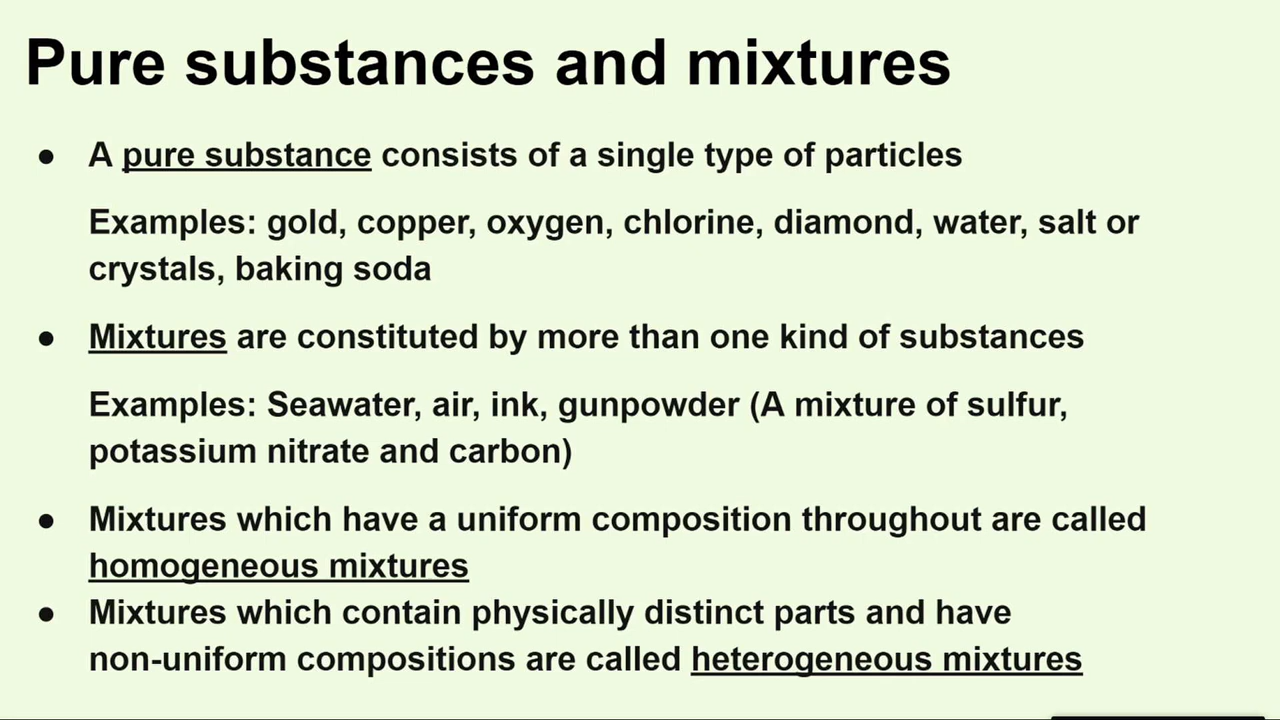 Pure substances and mixtures
● A pure substance consists of a single type of particles
Examples: gold, copper, oxygen, chlorine, diamond, water, salt or
crystals, baking soda
● Mixtures are constituted by more than one kind of substances
Examples: Seawater, air, ink, gunpowder (A mixture of sulfur,
potassium nitrate and carbon)
● Mixtures which have a uniform composition throughout are called
homogeneous mixtures
● Mixtures which contain physically distinct parts and have
non-uniform compositions are called heterogeneous mixtures